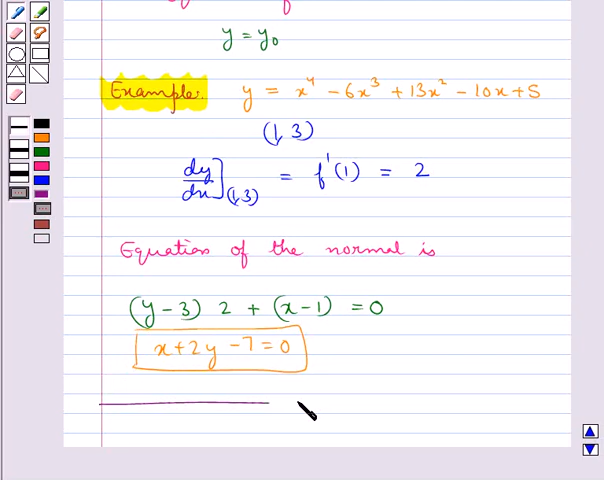 y = y₀
Example. y = x⁴ - 6x³ + 13x² - 10x + 5
(1, 3)
dy/dx](1,3) = f'(1) = 2
Equation of the normal is
(y-3) 2 + (x-1) = 0
x+2y-7=0